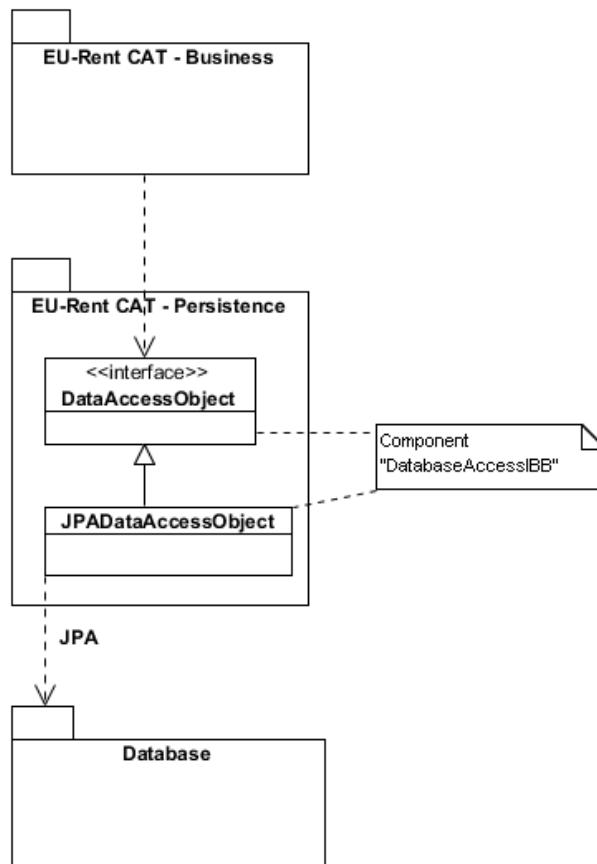 EU-Rent CAT - Business
EU-Rent CAT - Persistence
<<interface>>
DataAccessObject
Component
"DatabaseAccessIBB"
JPADataAccessObject
JPA
Database